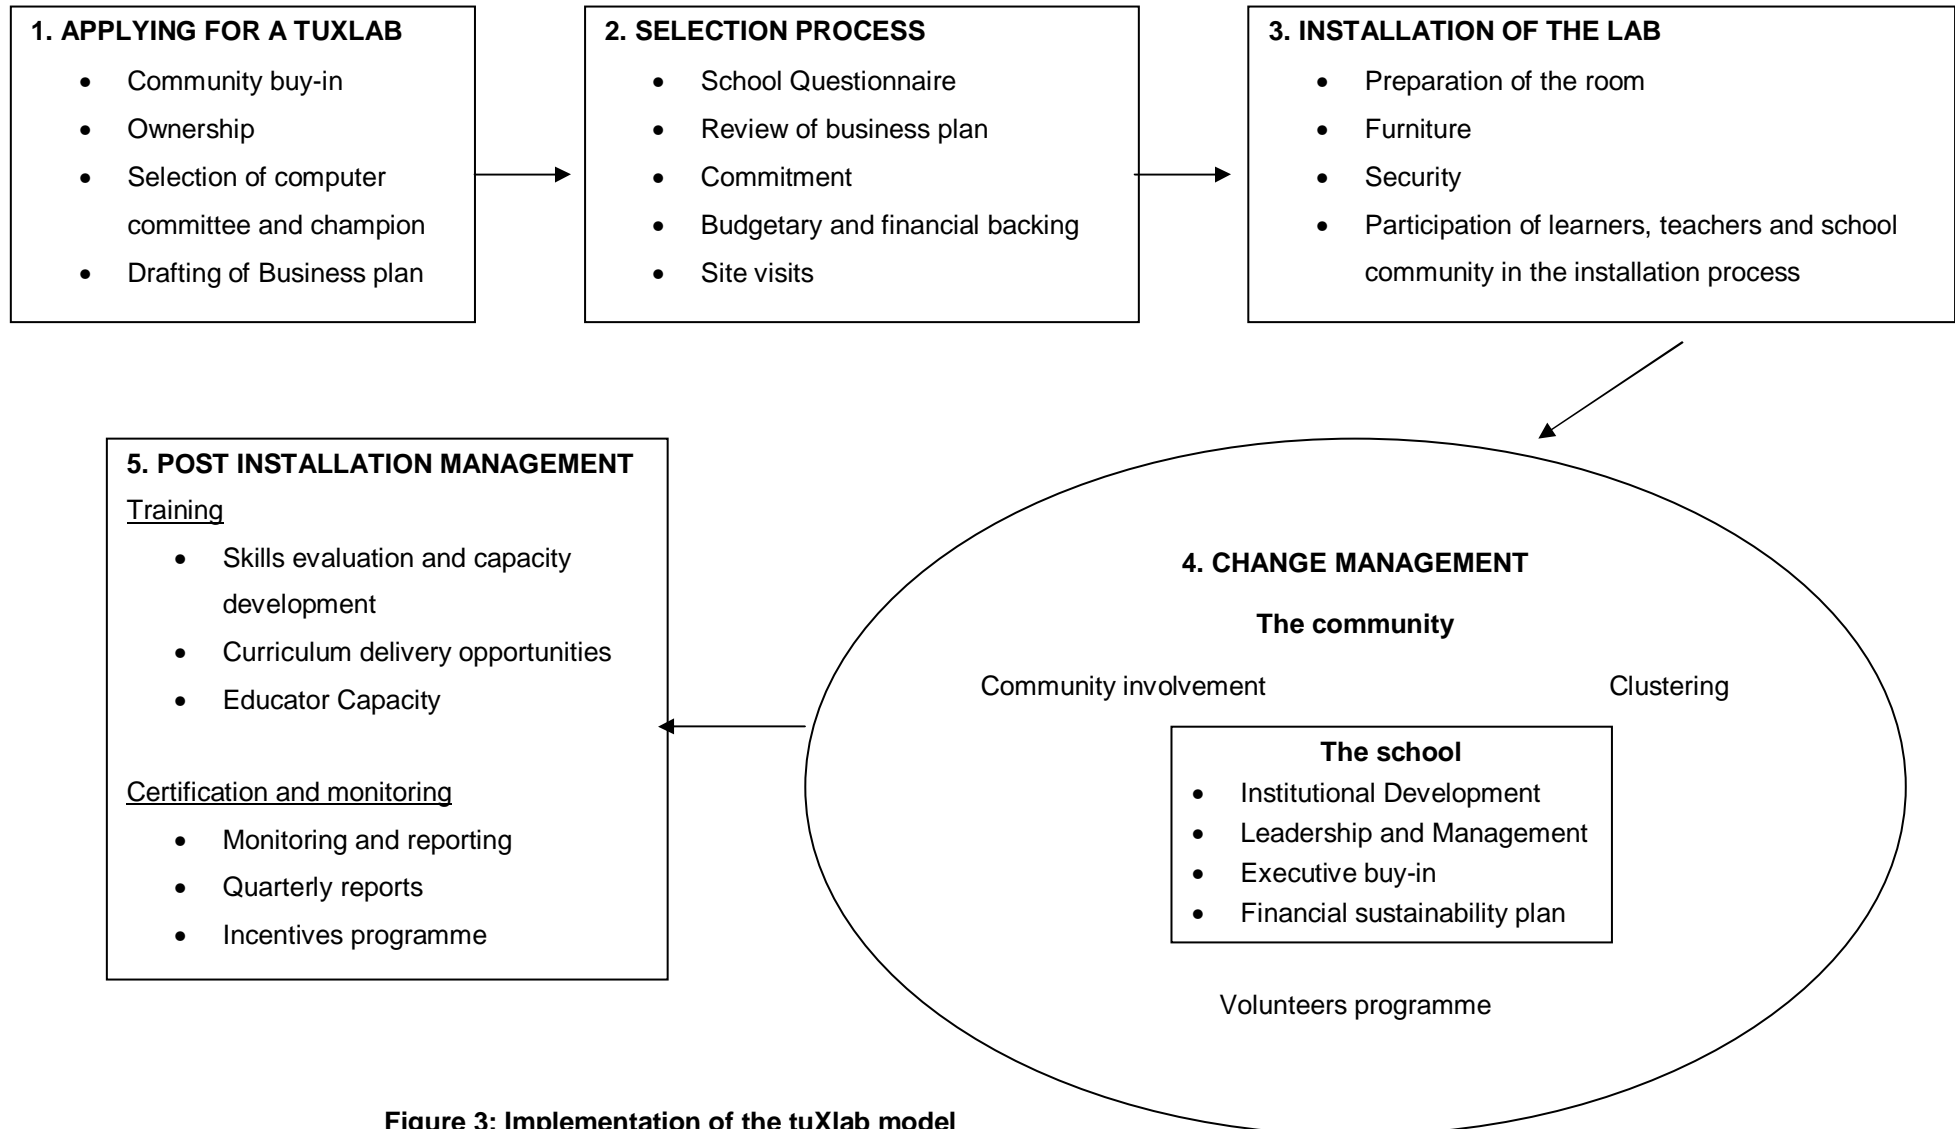 1. APPLYING FOR A TUXLAB
• Community buy-in
• Ownership
• Selection of computer
committee and champion
• Drafting of Business plan
2. SELECTION PROCESS
• School Questionnaire
• Review of business plan
• Commitment
• Budgetary and financial backing
• Site visits
3. INSTALLATION OF THE LAB
• Preparation of the room
• Furniture
• Security
• Participation of learners, teachers and school
community in the installation process
4. CHANGE MANAGEMENT
The community
Community involvement
Clustering
The school
• Institutional Development
• Leadership and Management
• Executive buy-in
• Financial sustainability plan
Volunteers programme
5. POST INSTALLATION MANAGEMENT
Training
• Skills evaluation and capacity
development
• Curriculum delivery opportunities
• Educator Capacity
Certification and monitoring
• Monitoring and reporting
• Quarterly reports
• Incentives programme
Figure 3: Implementation of the tuXlab model